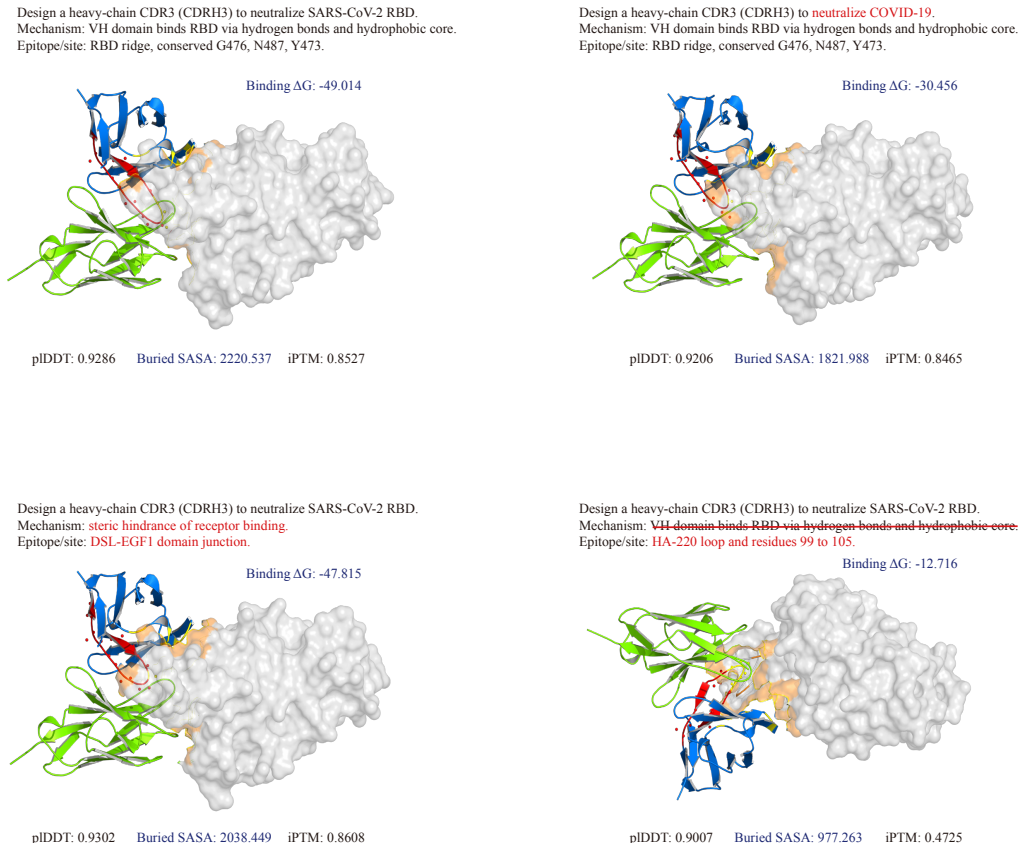 Design a heavy-chain CDR3 (CDRH3) to neutralize SARS-CoV-2 RBD.
Mechanism: VH domain binds RBD via hydrogen bonds and hydrophobic core.
Epitope/site: RBD ridge, conserved G476, N487, Y473.
Binding ΔG: -49.014
plDDT: 0.9286 Buried SASA: 2220.537 iPTM: 0.8527
Design a heavy-chain CDR3 (CDRH3) to neutralize COVID-19.
Mechanism: VH domain binds RBD via hydrogen bonds and hydrophobic core.
Epitope/site: RBD ridge, conserved G476, N487, Y473.
Binding ΔG: -30.456
plDDT: 0.9206 Buried SASA: 1821.988 iPTM: 0.8465
Design a heavy-chain CDR3 (CDRH3) to neutralize SARS-CoV-2 RBD.
Mechanism: steric hindrance of receptor binding.
Epitope/site: DSL-EGF1 domain junction.
Binding ΔG: -47.815
plDDT: 0.9302 Buried SASA: 2038.449 iPTM: 0.8608
Design a heavy-chain CDR3 (CDRH3) to neutralize SARS-CoV-2 RBD.
Mechanism: VH domain binds RBD via hydrogen bonds and hydrophobic core.
Epitope/site: HA-220 loop and residues 99 to 105.
Binding ΔG: -12.716
plDDT: 0.9007 Buried SASA: 977.263 iPTM: 0.4725